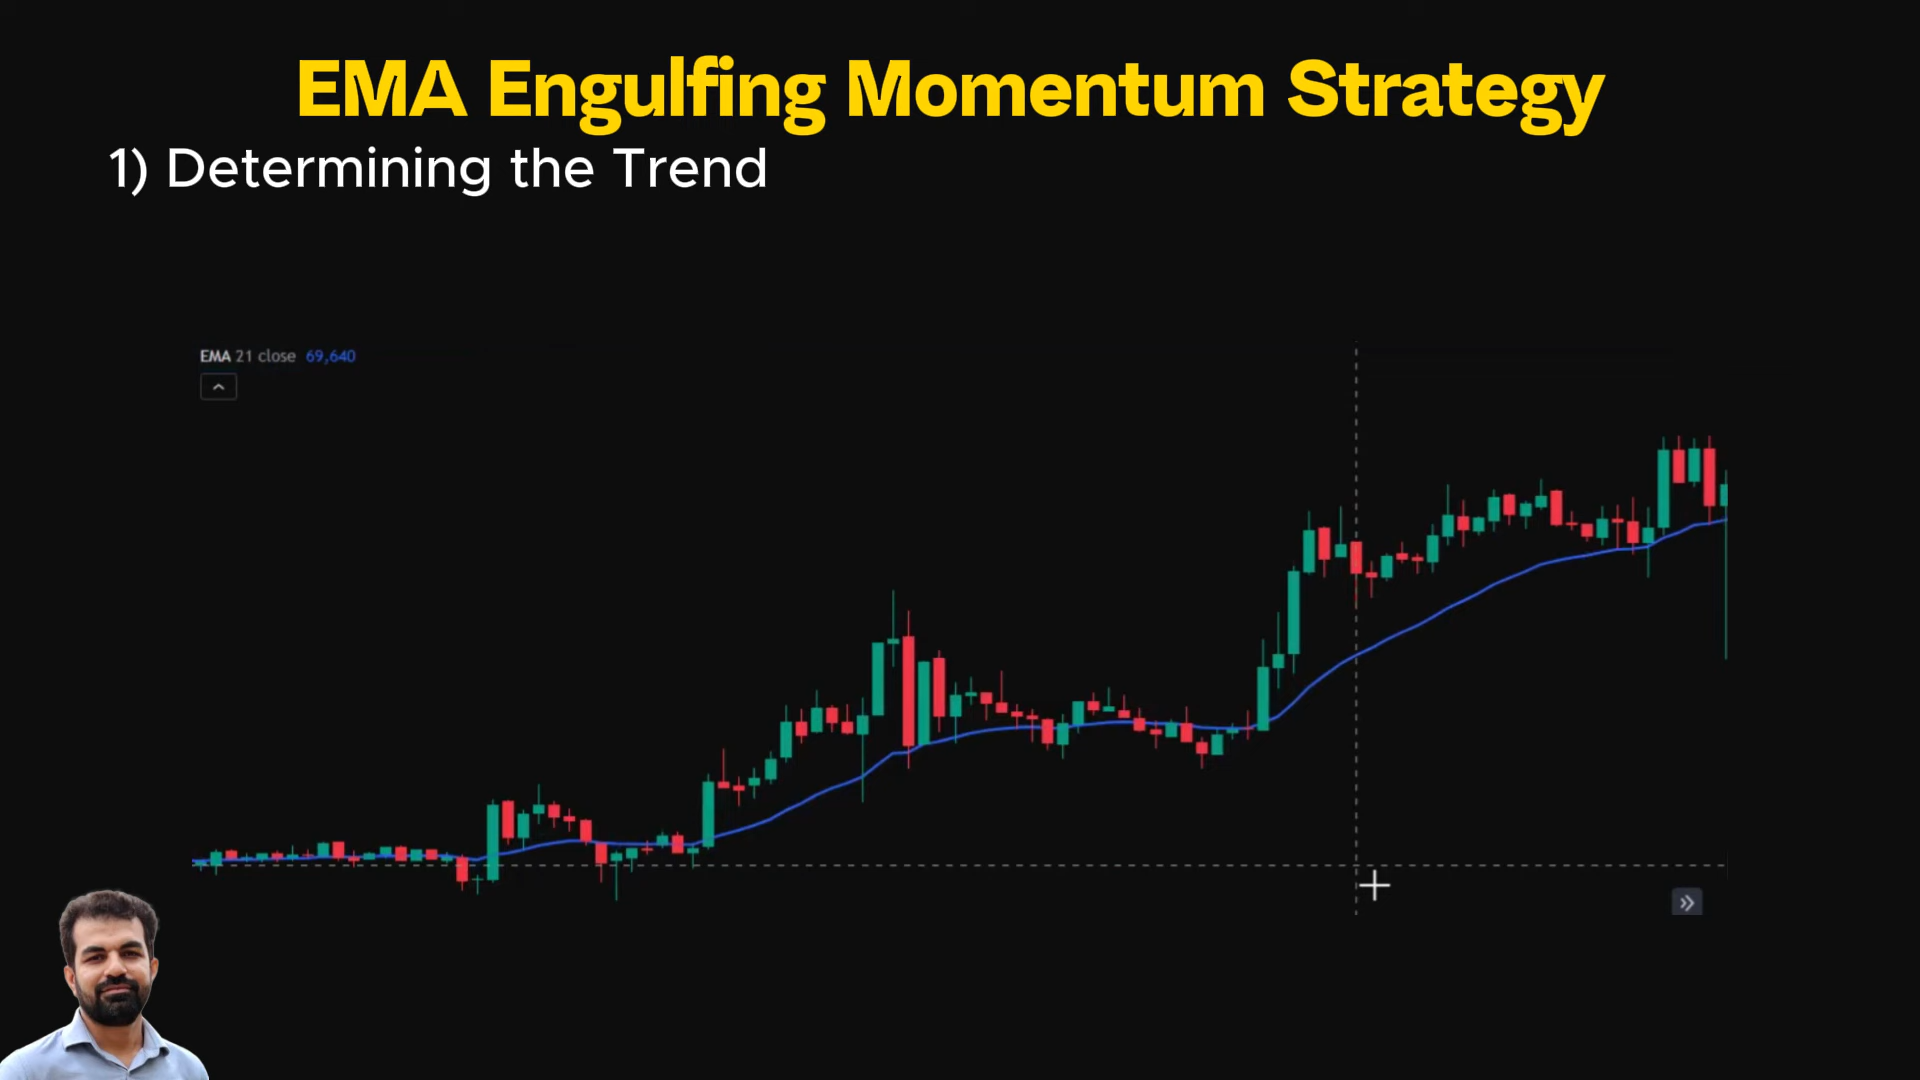 EMA Engulfing Momentum Strategy
1) Determining the Trend
EMA 21 close 69,640